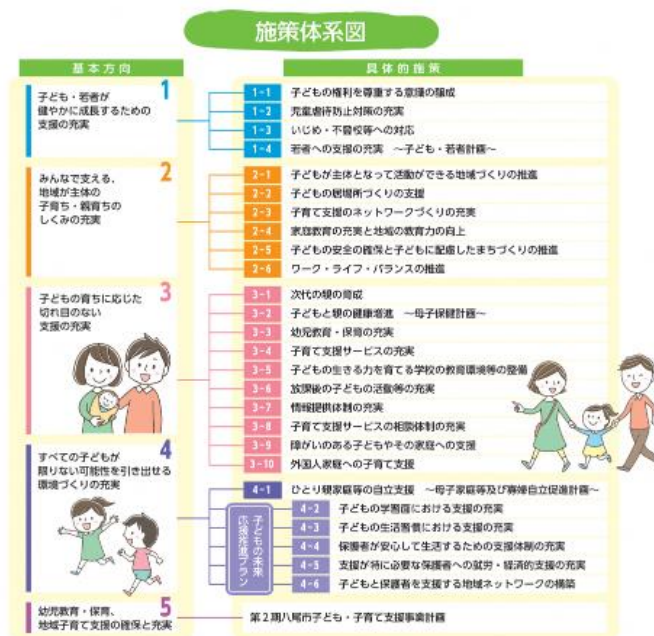 施策体系図
基本方向
具体的施策
1
子ども・若者が
健やかに成長するための
支援の充実
1-1 子どもの権利を尊重する意識の醸成
1-2 児童虐待防止対策の充実
1-3 いじめ・不登校等への対応
1-4 若者への支援の充実 ～子ども・若者計画～
2
みんなで支える、
地域が主体の
子育ち・親育ちの
しくみの充実
2-1 子どもが主体となって活動ができる地域づくりの推進
2-2 子どもの居場所づくりの支援
2-3 子育て支援のネットワークづくりの充実
2-4 家庭教育の充実と地域の教育力の向上
2-5 子どもの安全の確保と子どもに配慮したまちづくりの推進
2-6 ワーク・ライフ・バランスの推進
3
子どもの育ちに応じた
切れ目のない
支援の充実
3-1 次代の親の育成
3-2 子どもと親の健康増進 ～母子保健計画～
3-3 幼児教育・保育の充実
3-4 子育て支援サービスの充実
3-5 子どもの生きる力を育てる学校の教育環境等の整備
3-6 放課後の子どもの活動等の充実
3-7 情報提供体制の充実
3-8 子育て支援サービスの相談体制の充実
3-9 障がいのある子どもやその家庭への支援
3-10 外国人家庭への子育て支援
4
すべての子どもが
限りない可能性を引き出せる
環境づくりの充実
4-1 ひとり親家庭等の自立支援 ～母子家庭等及び寡婦自立促進計画～
子どもの未来
応援推進プラン
4-2 子どもの学習面における支援の充実
4-3 子どもの生活習慣における支援の充実
4-4 保護者が安心して生活するための支援体制の充実
4-5 支援が特に必要な保護者への就労・経済的支援の充実
4-6 子どもと保護者を支援する地域ネットワークの構築
5
幼児教育・保育、
地域子育て支援の確保と充実
第2期八尾市子ども・子育て支援事業計画